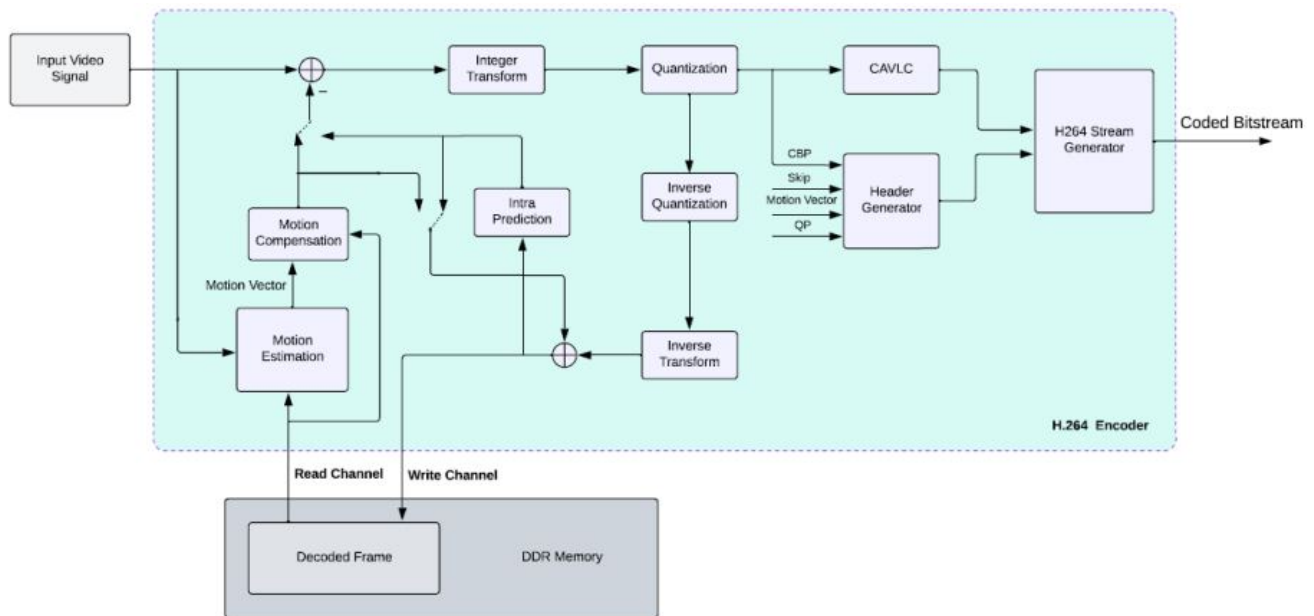 Input Video
Signal
Integer
Transform
Quantization
CAVLC
H264 Stream
Generator
Coded Bitstream
–
CBP
Skip
Motion Vector
QP
Header
Generator
Inverse
Quantization
Intra
Prediction
Motion
Compensation
Motion Vector
Motion
Estimation
Inverse
Transform
H.264 Encoder
Read Channel
Write Channel
Decoded Frame
DDR Memory